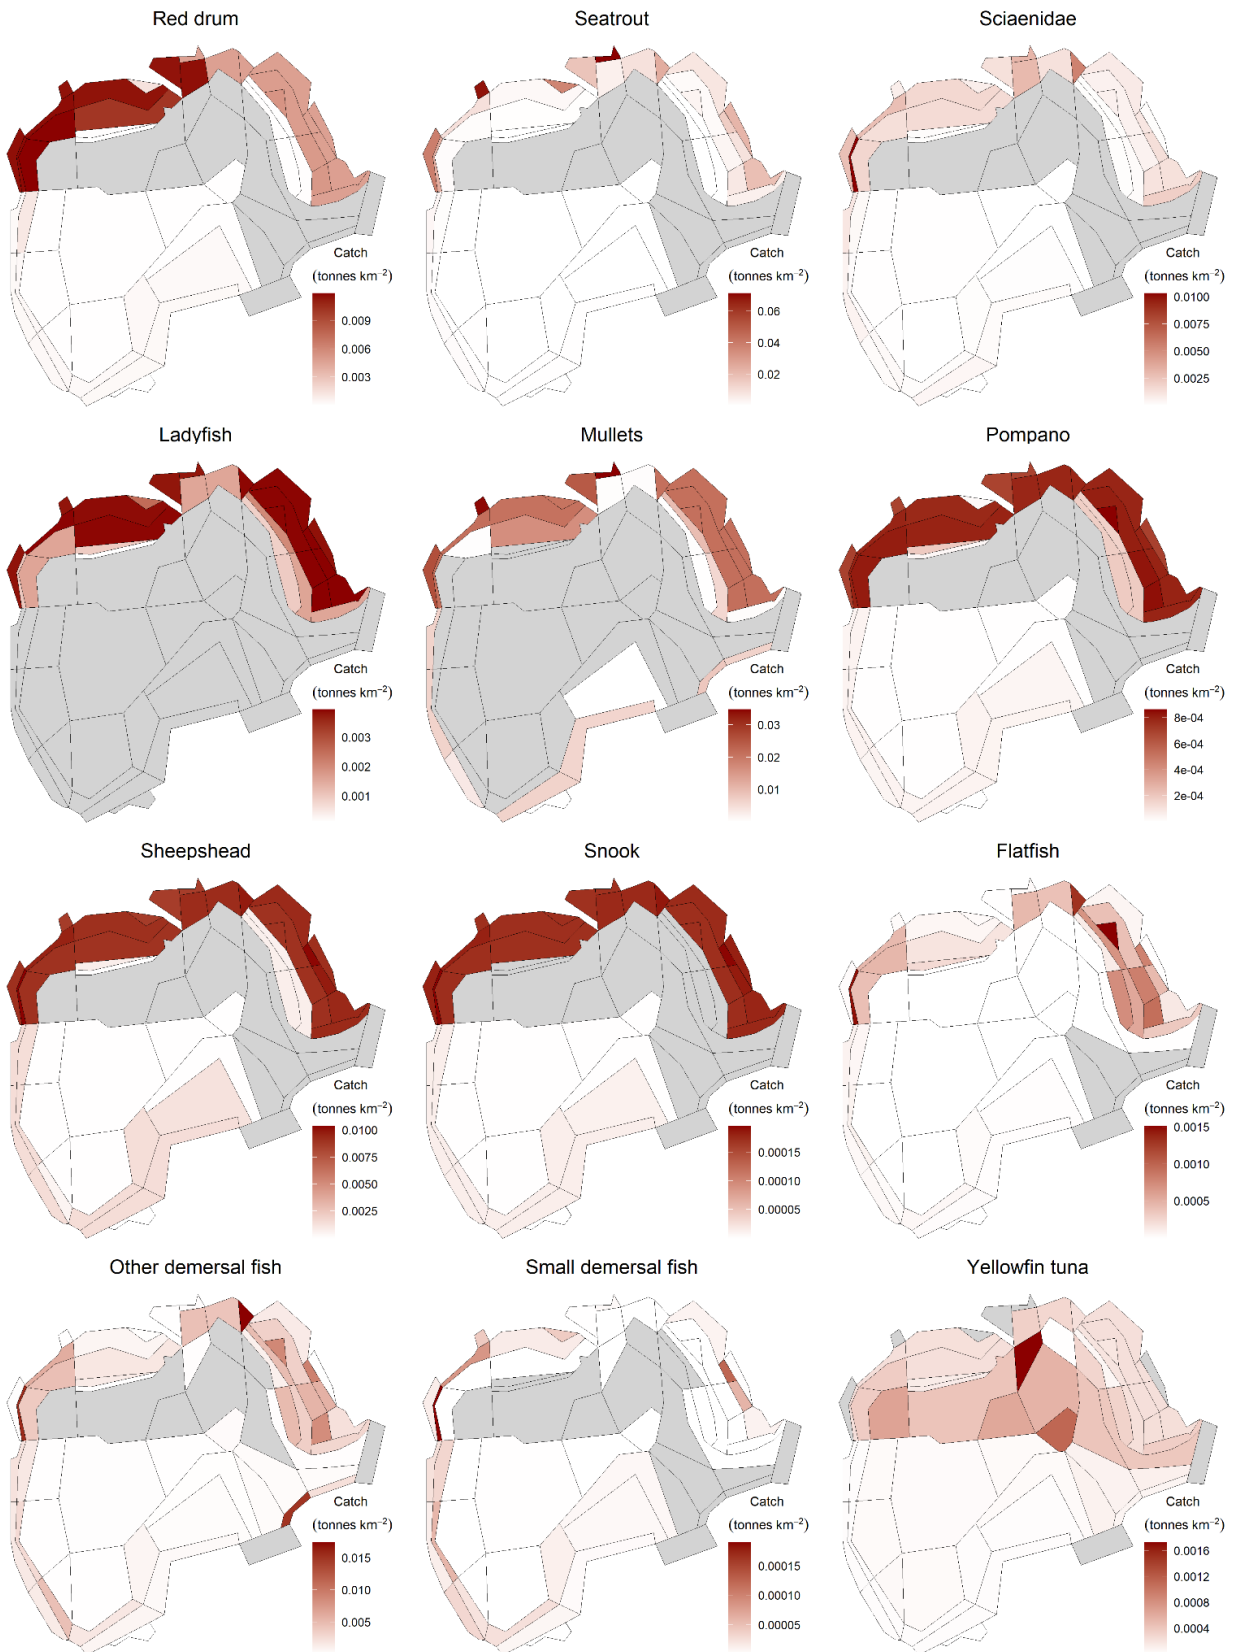 Red drum
Seatrout
Sciaenidae
Catch
(tonnes km⁻²)
0.009
0.006
0.003
Catch
(tonnes km⁻²)
0.06
0.04
0.02
Catch
(tonnes km⁻²)
0.0100
0.0075
0.0050
0.0025
Ladyfish
Mullets
Pompano
Catch
(tonnes km⁻²)
0.003
0.002
0.001
Catch
(tonnes km⁻²)
0.03
0.02
0.01
Catch
(tonnes km⁻²)
8e-04
6e-04
4e-04
2e-04
Sheepshead
Snook
Flatfish
Catch
(tonnes km⁻²)
0.0100
0.0075
0.0050
0.0025
Catch
(tonnes km⁻²)
0.00015
0.00010
0.00005
Catch
(tonnes km⁻²)
0.0015
0.0010
0.0005
Other demersal fish
Small demersal fish
Yellowfin tuna
Catch
(tonnes km⁻²)
0.015
0.010
0.005
Catch
(tonnes km⁻²)
0.00015
0.00010
0.00005
Catch
(tonnes km⁻²)
0.0016
0.0012
0.0008
0.0004